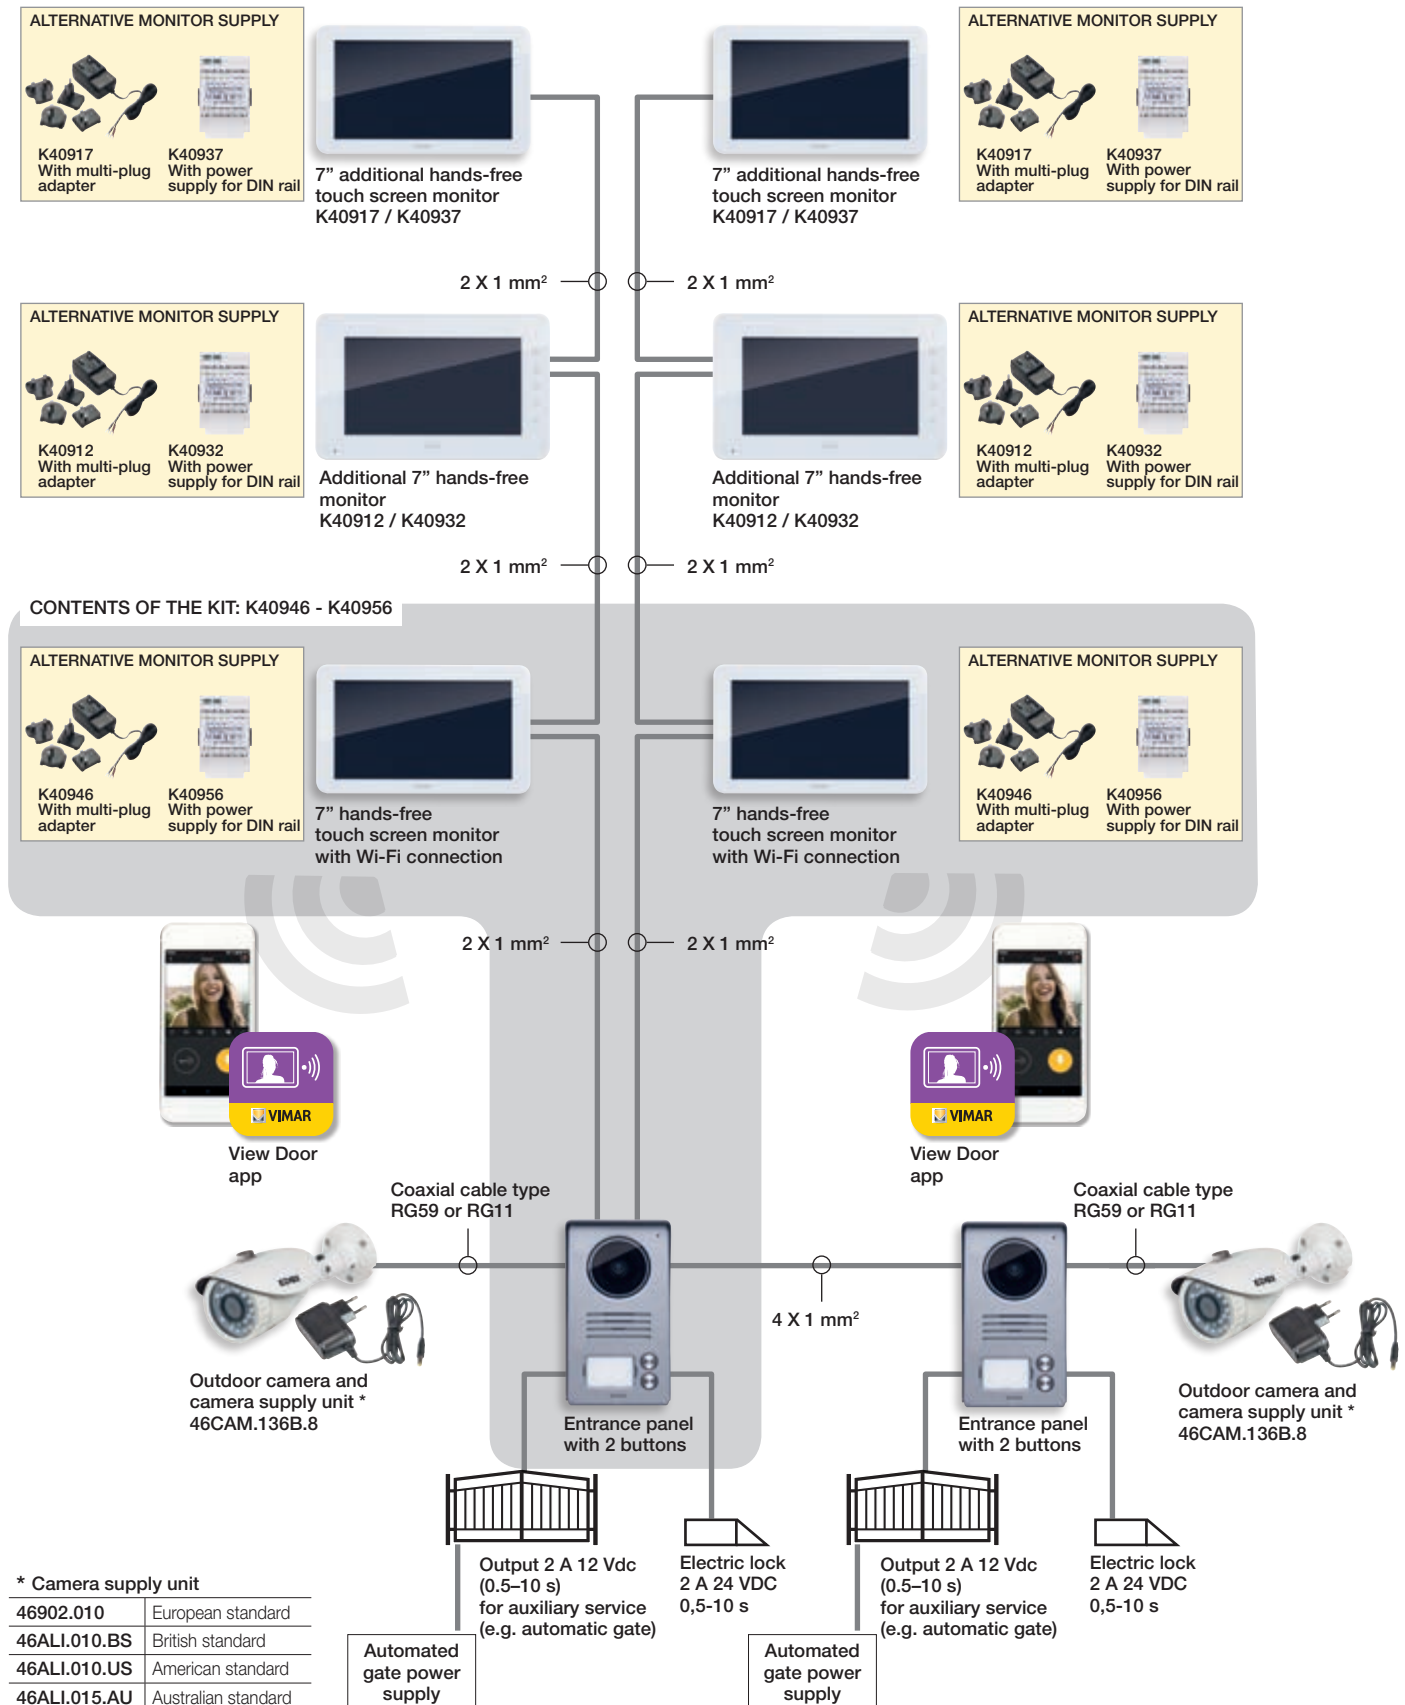 ALTERNATIVE MONITOR SUPPLY
K40917
With multi-plug
adapter
K40937
With power
supply for DIN rail
7” additional hands-free
touch screen monitor
K40917 / K40937
7” additional hands-free
touch screen monitor
K40917 / K40937
ALTERNATIVE MONITOR SUPPLY
K40917
With multi-plug
adapter
K40937
With power
supply for DIN rail
2 X 1 mm²
2 X 1 mm²
ALTERNATIVE MONITOR SUPPLY
K40912
With multi-plug
adapter
K40932
With power
supply for DIN rail
Additional 7” hands-free
monitor
K40912 / K40932
Additional 7” hands-free
monitor
K40912 / K40932
ALTERNATIVE MONITOR SUPPLY
K40912
With multi-plug
adapter
K40932
With power
supply for DIN rail
2 X 1 mm²
2 X 1 mm²
CONTENTS OF THE KIT: K40946 - K40956
ALTERNATIVE MONITOR SUPPLY
K40946
With multi-plug
adapter
K40956
With power
supply for DIN rail
7” hands-free
touch screen monitor
with Wi-Fi connection
7” hands-free
touch screen monitor
with Wi-Fi connection
ALTERNATIVE MONITOR SUPPLY
K40946
With multi-plug
adapter
K40956
With power
supply for DIN rail
2 X 1 mm²
2 X 1 mm²
VIMAR
View Door
app
VIMAR
View Door
app
Coaxial cable type
RG59 or RG11
Coaxial cable type
RG59 or RG11
4 X 1 mm²
Outdoor camera and
camera supply unit *
46CAM.136B.8
Entrance panel
with 2 buttons
Entrance panel
with 2 buttons
Outdoor camera and
camera supply unit *
46CAM.136B.8
Output 2 A 12 Vdc
(0.5–10 s)
for auxiliary service
(e.g. automatic gate)
Electric lock
2 A 24 VDC
0,5-10 s
Output 2 A 12 Vdc
(0.5–10 s)
for auxiliary service
(e.g. automatic gate)
Electric lock
2 A 24 VDC
0,5-10 s
Automated
gate power
supply
Automated
gate power
supply
* Camera supply unit
46902.010 European standard
46ALI.010.BS British standard
46ALI.010.US American standard
46ALI.015.AU Australian standard